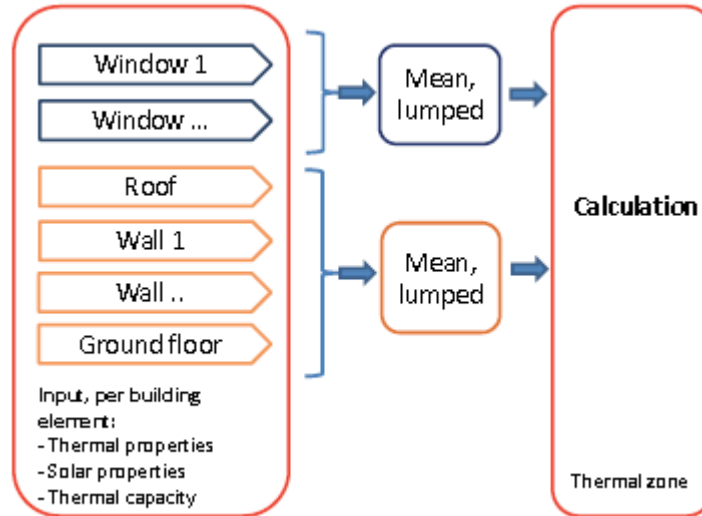 Window 1
Window ...
Roof
Wall 1
Wall ..
Ground floor
Input, per building
element:
- Thermal properties
- Solar properties
- Thermal capacity
Mean,
lumped
Mean,
lumped
Calculation
Thermal zone